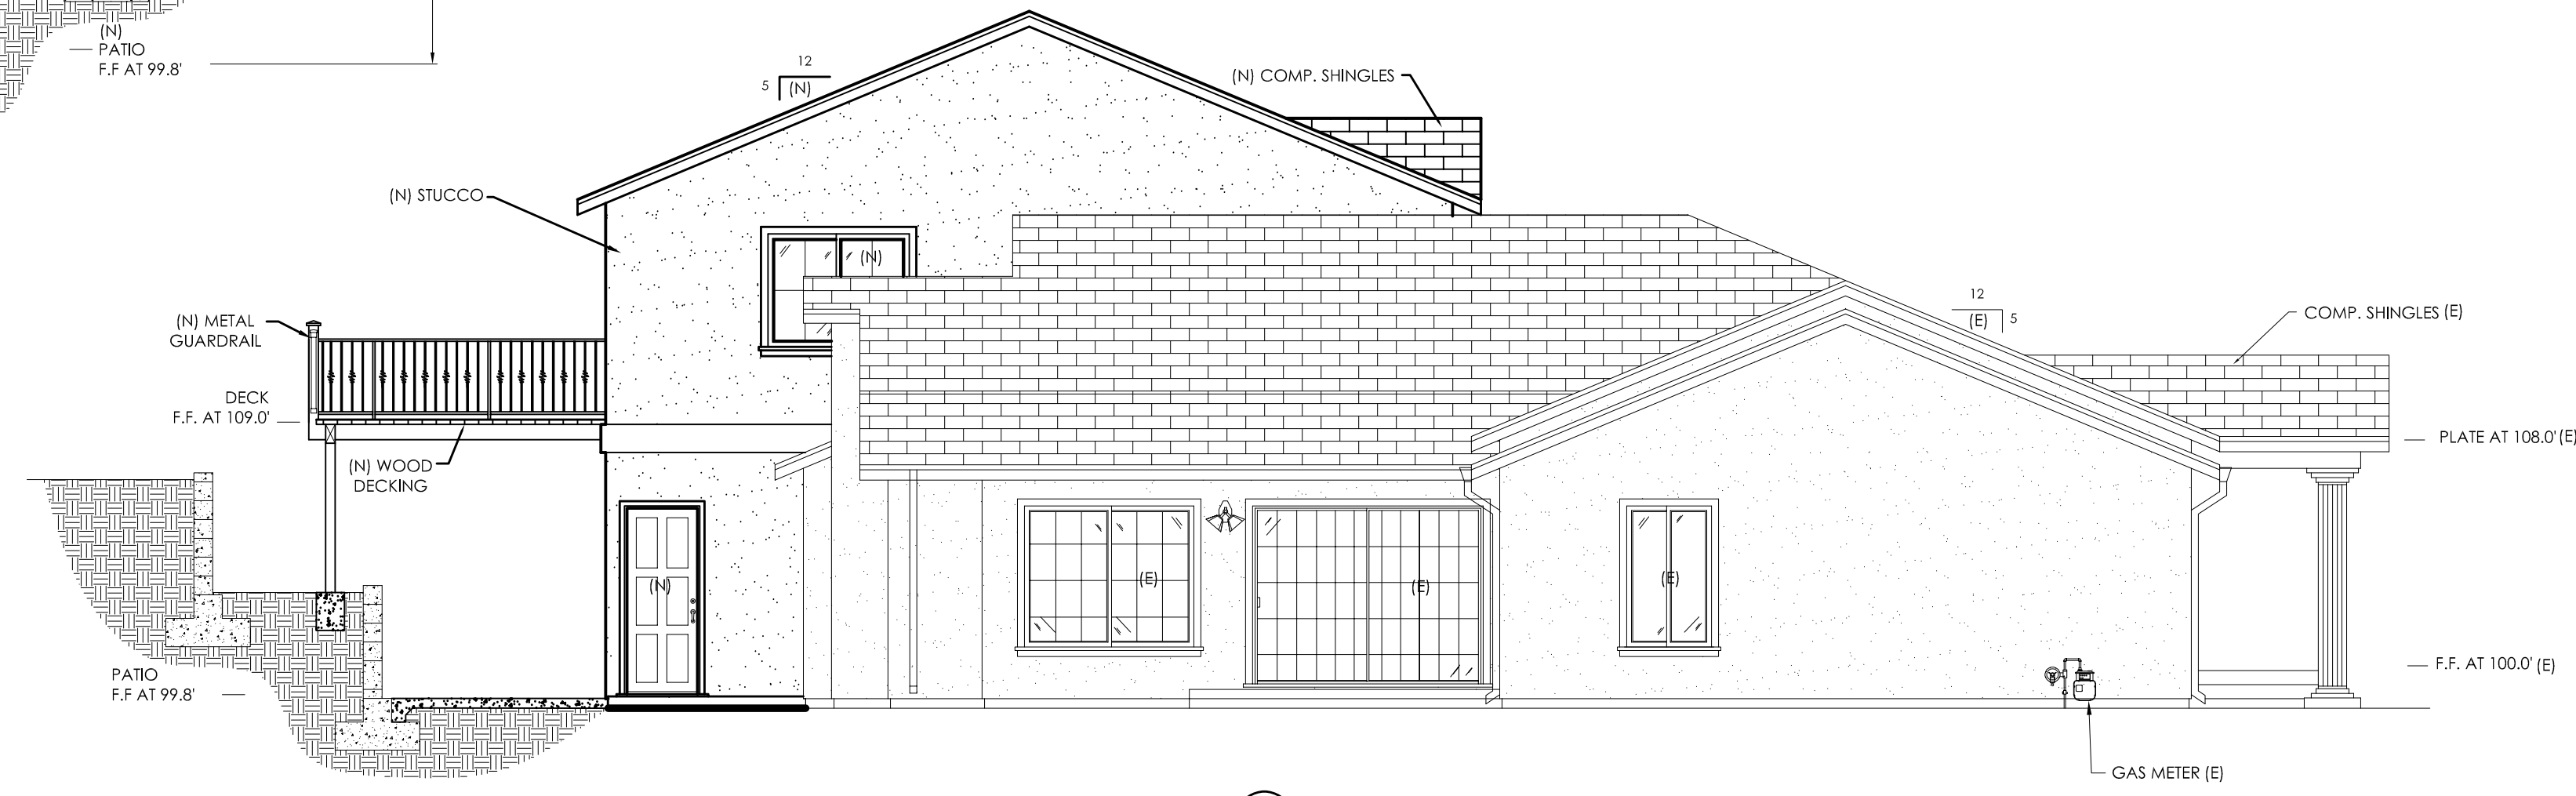 (N)
PATIO
F.F AT 99.8'
12
5
(N)
(N) COMP. SHINGLES
(N) STUCCO
(N)
(N) METAL
GUARDRAIL
12
(E)
5
COMP. SHINGLES (E)
DECK
F.F. AT 109.0'
PLATE AT 108.0' (E)
(N) WOOD
DECKING
(N)
(E)
(E)
(E)
F.F. AT 100.0' (E)
PATIO
F.F AT 99.8'
GAS METER (E)